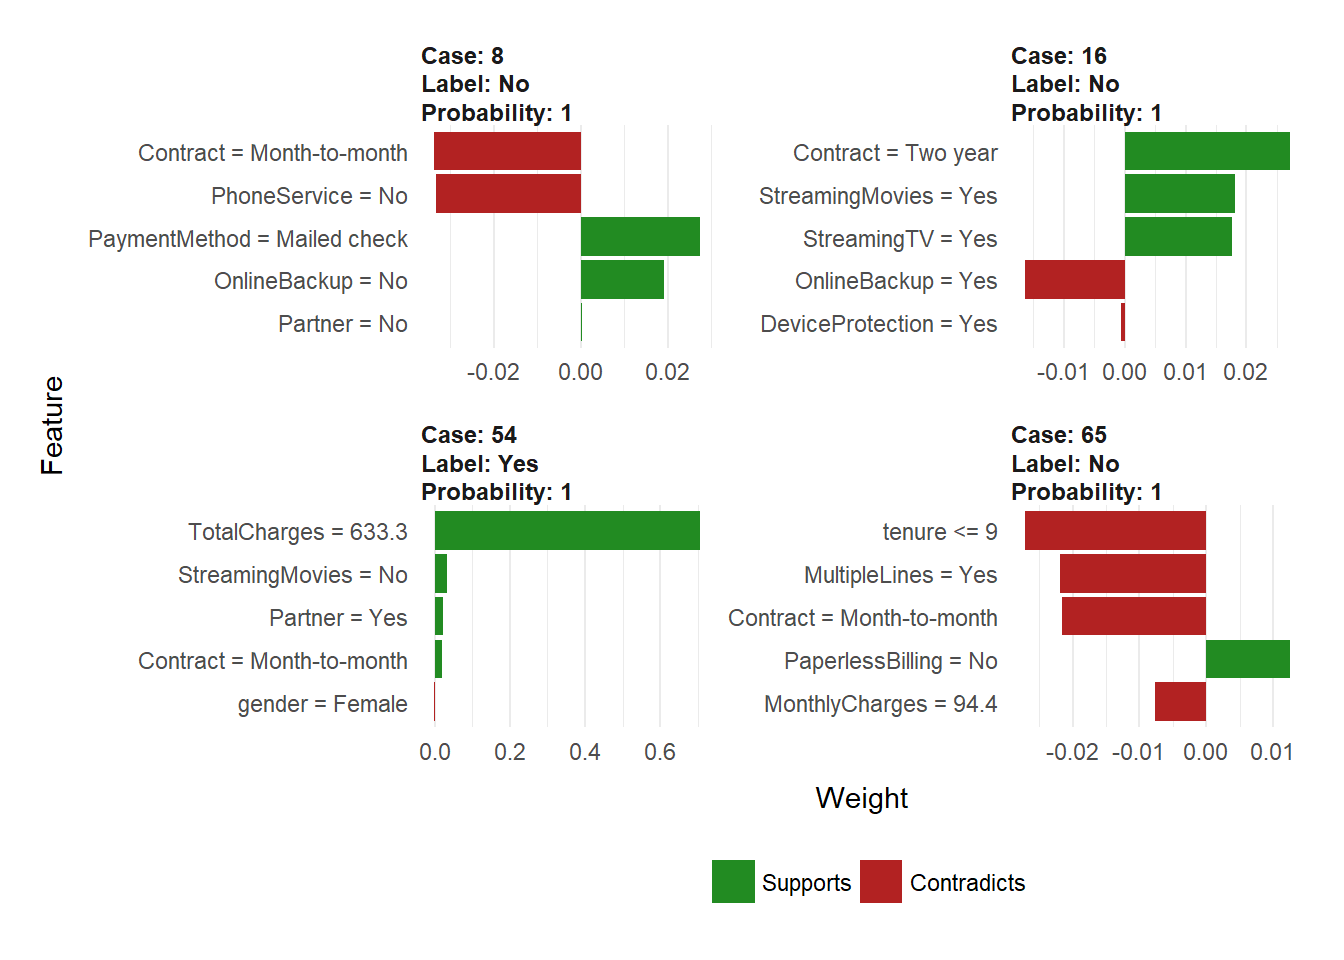 Case: 8
Label: No
Probability: 1
Contract = Month-to-month
PhoneService = No
PaymentMethod = Mailed check
OnlineBackup = No
Partner = No
-0.02 0.00 0.02
Case: 16
Label: No
Probability: 1
Contract = Two year
StreamingMovies = Yes
StreamingTV = Yes
OnlineBackup = Yes
DeviceProtection = Yes
-0.01 0.00 0.01 0.02
Feature
Case: 54
Label: Yes
Probability: 1
TotalCharges = 633.3
StreamingMovies = No
Partner = Yes
Contract = Month-to-month
gender = Female
0.0 0.2 0.4 0.6
Case: 65
Label: No
Probability: 1
tenure <= 9
MultipleLines = Yes
Contract = Month-to-month
PaperlessBilling = No
MonthlyCharges = 94.4
-0.02 -0.01 0.00 0.01
Weight
Supports Contradicts